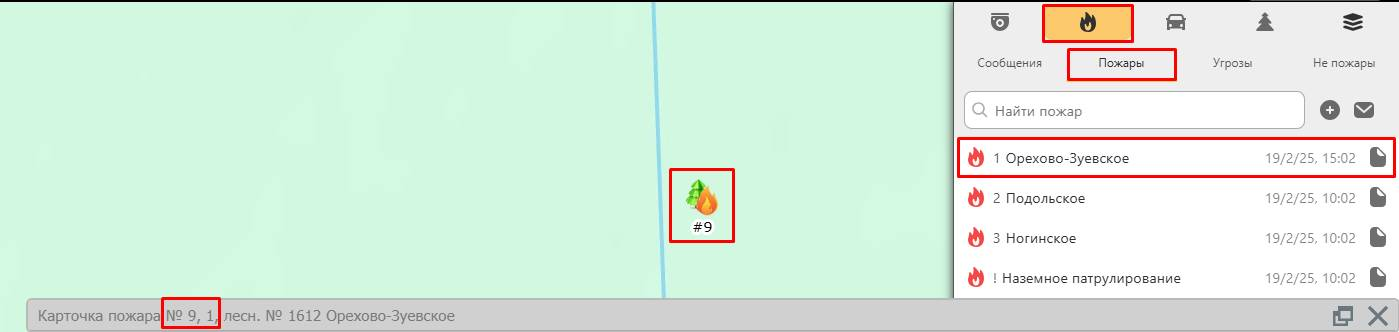 Сообщения Пожары Угрозы Не пожары
Найти пожар
1 Орехово-Зуевское 19/2/25, 15:02
#9
2 Подольское 19/2/25, 10:02
3 Ногинское 19/2/25, 10:02
! Наземное патрулирование 19/2/25, 10:02
Карточка пожара № 9, 1, лесн. № 1612 Орехово-Зуевское